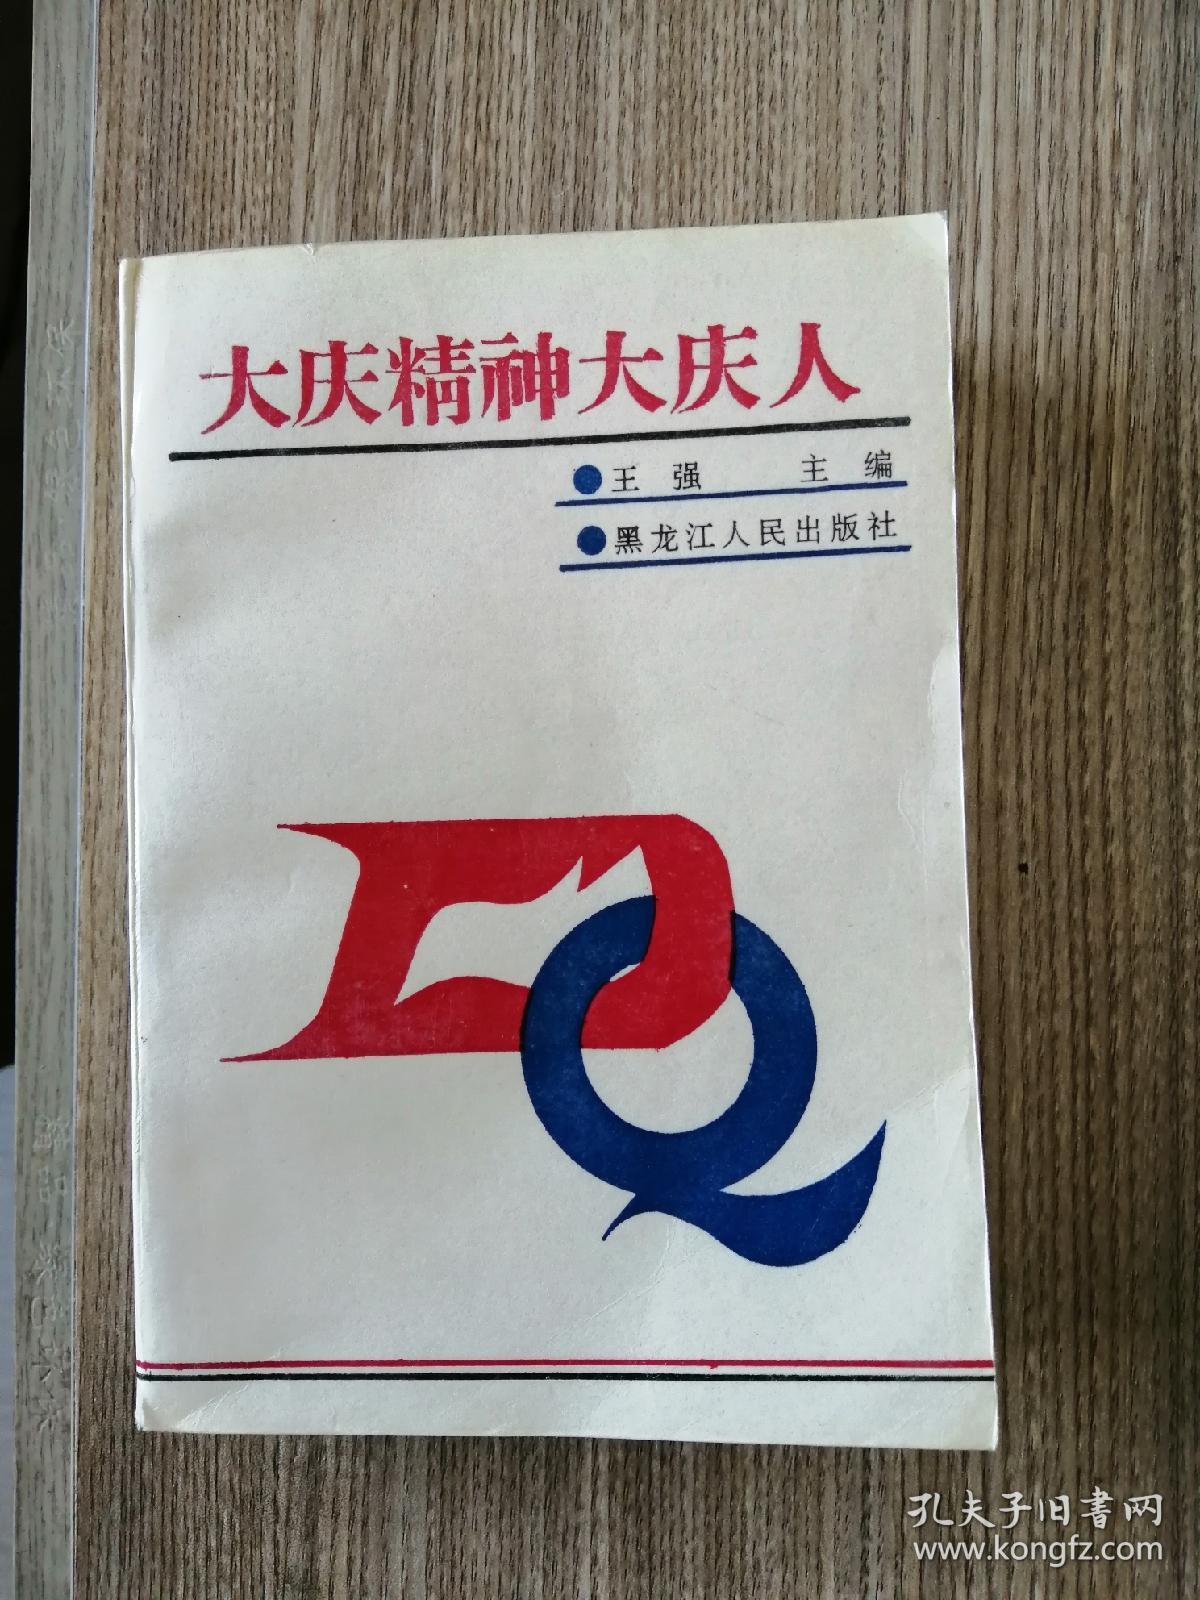 大庆精神大庆人
●王强 主编
●黑龙江人民出版社
DQ
孔夫子旧書网
www.kongfz.com